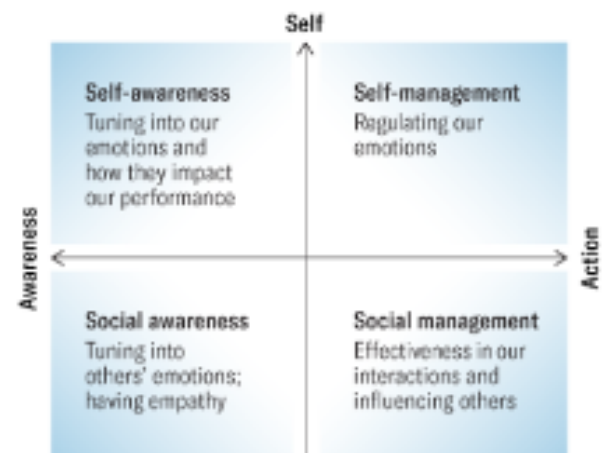 Self
Self-awareness
Tuning into our
emotions and
how they impact
our performance
Self-management
Regulating our
emotions
Awareness
Action
Social awareness
Tuning into
others' emotions;
having empathy
Social management
Effectiveness in our
interactions and
influencing others